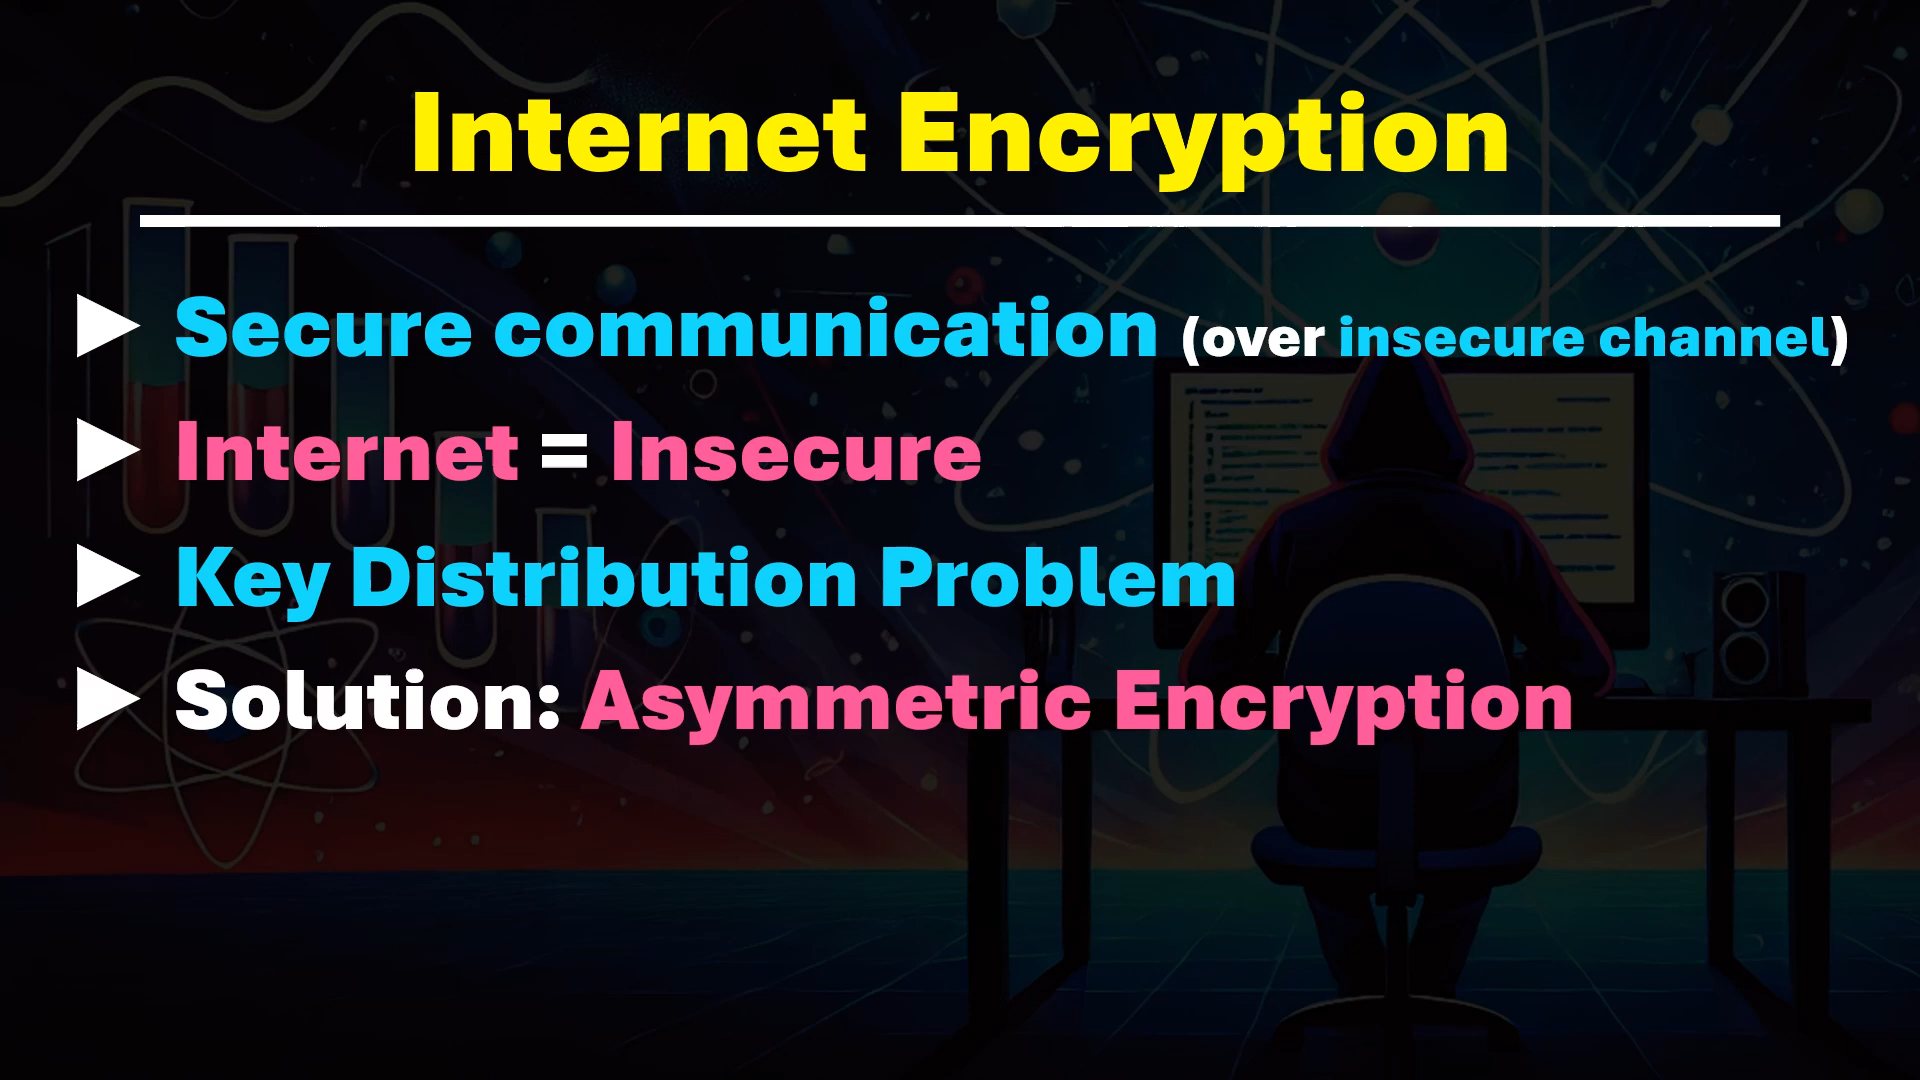 Internet Encryption
Secure communication (over insecure channel)
Internet = Insecure
Key Distribution Problem
Solution: Asymmetric Encryption